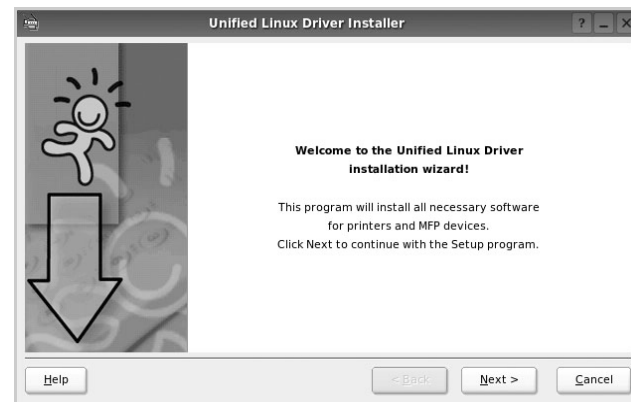 Unified Linux Driver Installer
Welcome to the Unified Linux Driver
installation wizard!
This program will install all necessary software
for printers and MFP devices.
Click Next to continue with the Setup program.
Help
< Back
Next >
Cancel